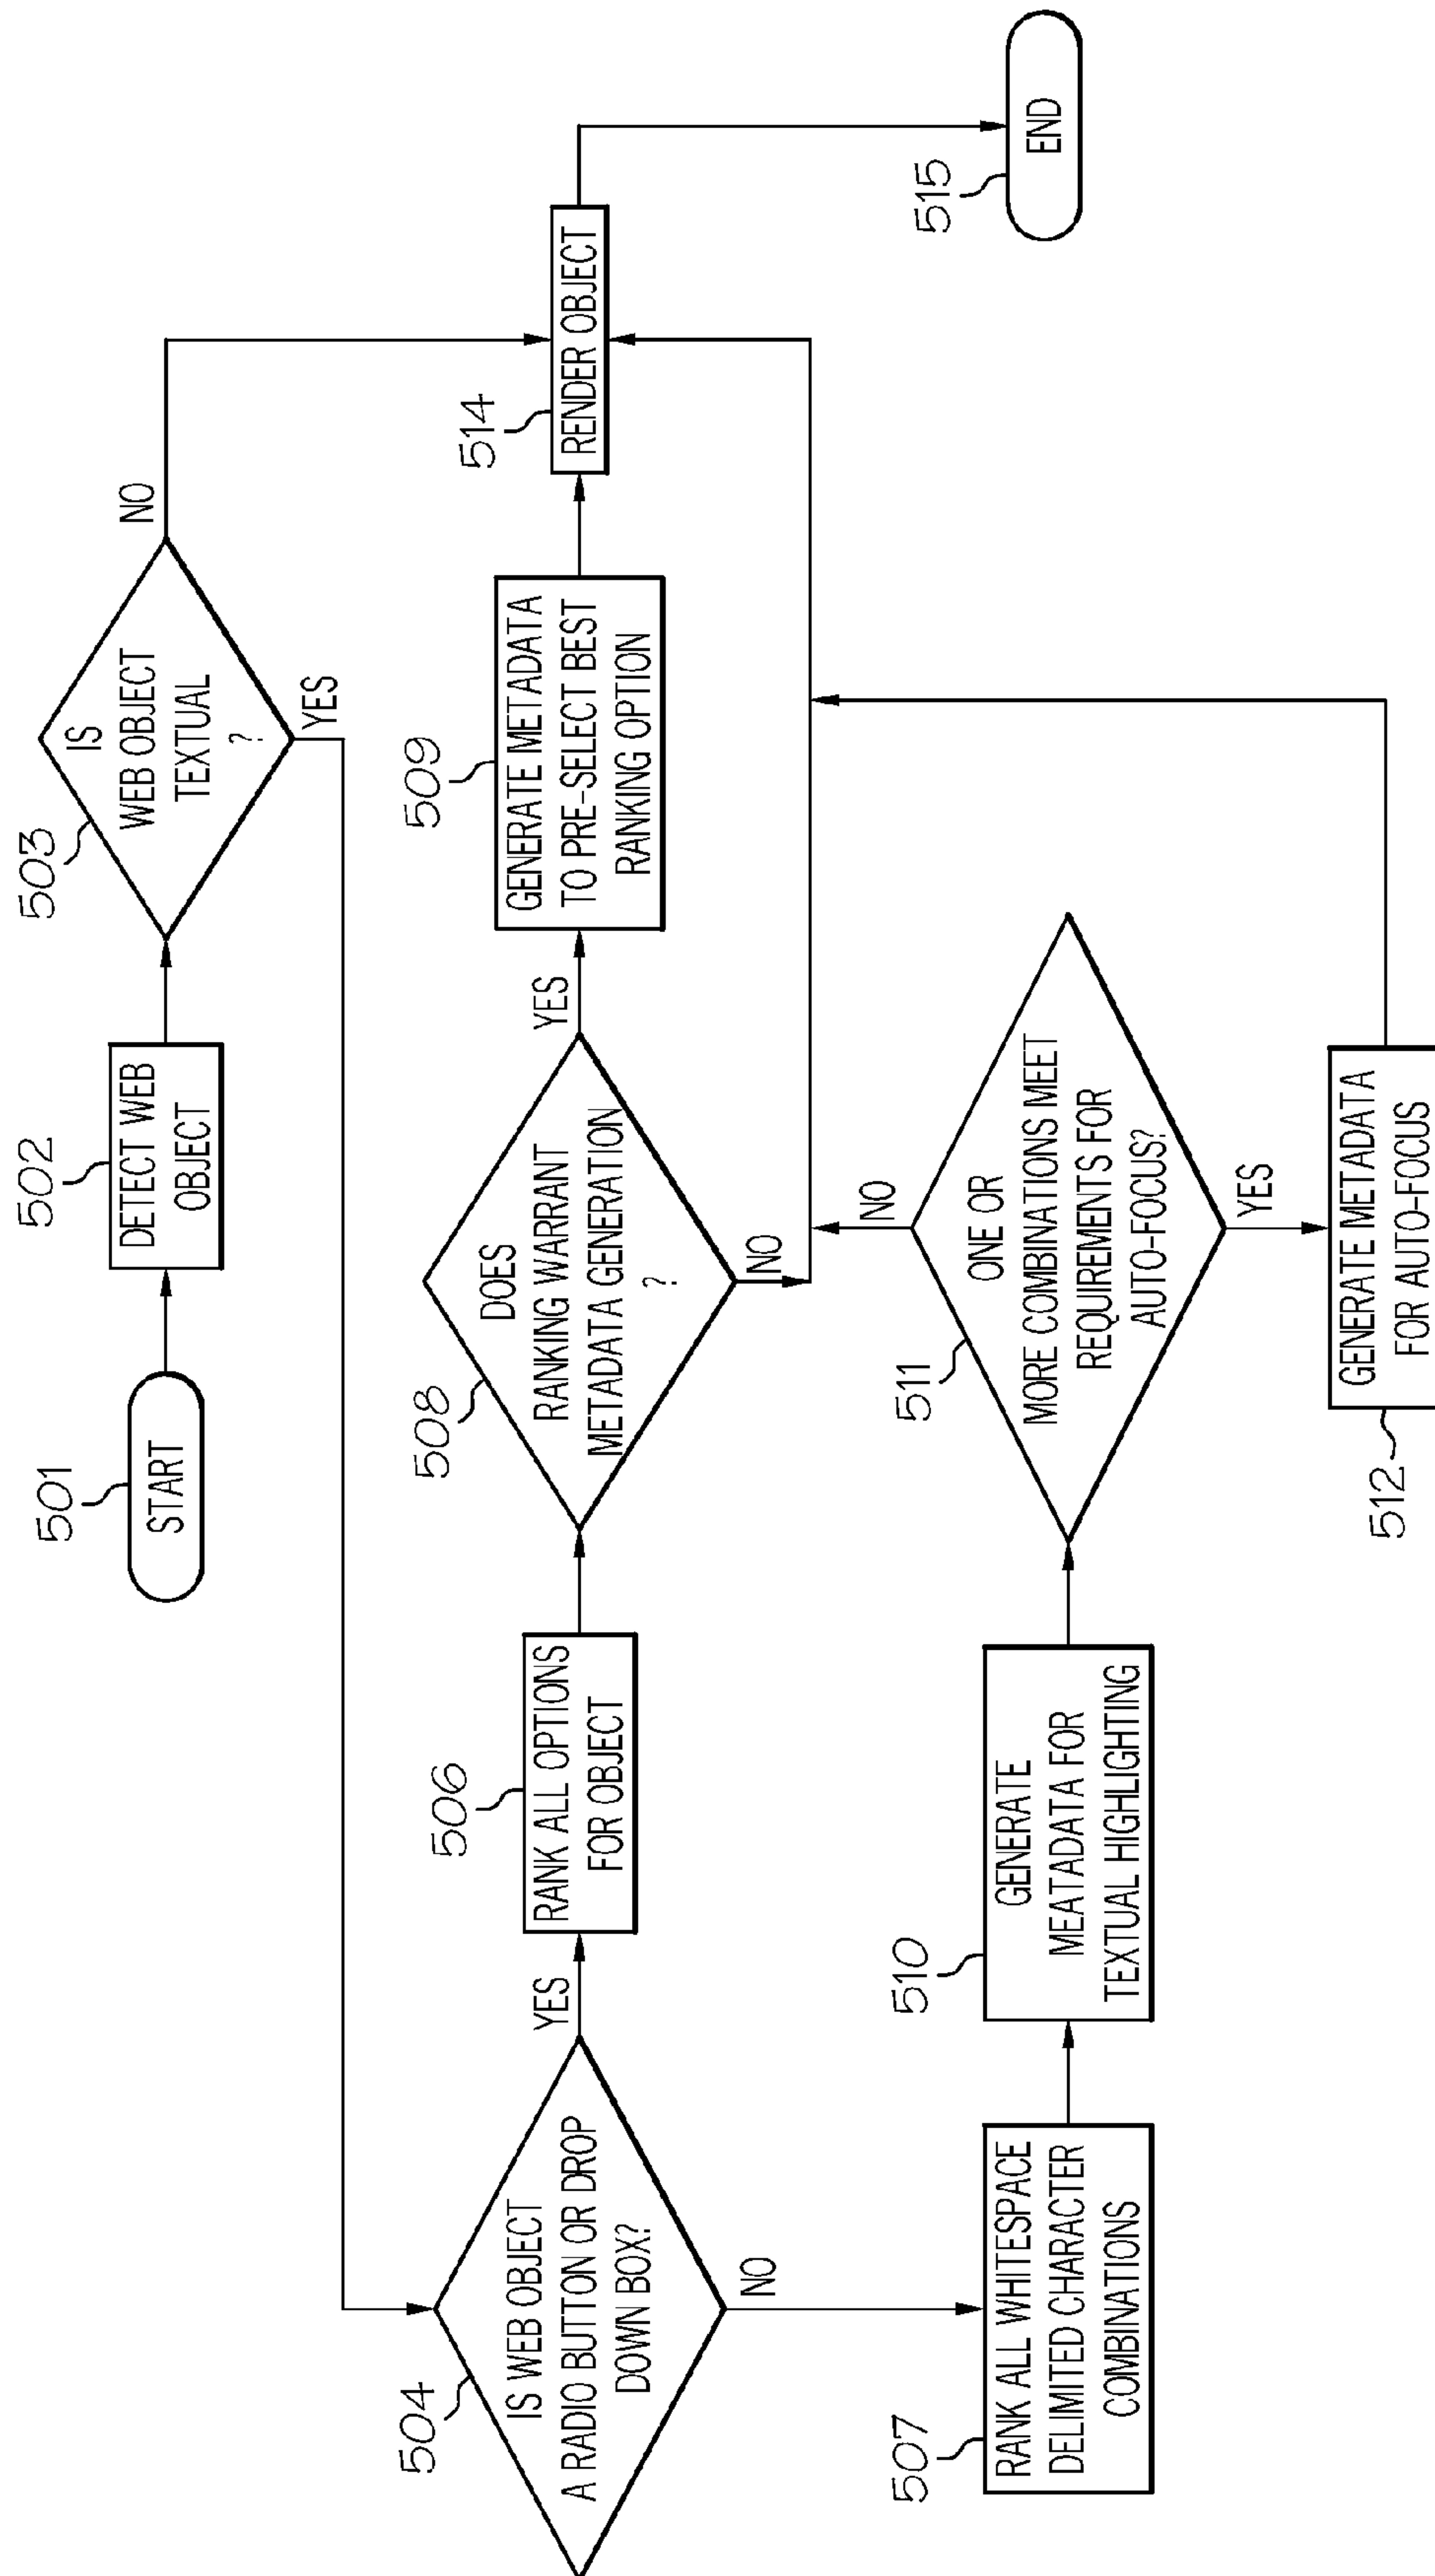 501
START
502
DETECT WEB
OBJECT
503
IS
WEB OBJECT
TEXTUAL
?
NO
YES
504
IS WEB OBJECT
A RADIO BUTTON OR DROP
DOWN BOX?
YES
NO
506
RANK ALL OPTIONS
FOR OBJECT
508
DOES
RANKING WARRANT
METADATA GENERATION
?
YES
NO
509
GENERATE METADATA
TO PRE-SELECT BEST
RANKING OPTION
514
RENDER OBJECT
515
END
507
RANK ALL WHITESPACE
DELIMITED CHARACTER
COMBINATIONS
510
GENERATE
MEATADATA FOR
TEXTUAL HIGHLIGHTING
511
ONE OR
MORE COMBINATIONS MEET
REQUIREMENTS FOR
AUTO-FOCUS?
NO
YES
512
GENERATE METADATA
FOR AUTO-FOCUS